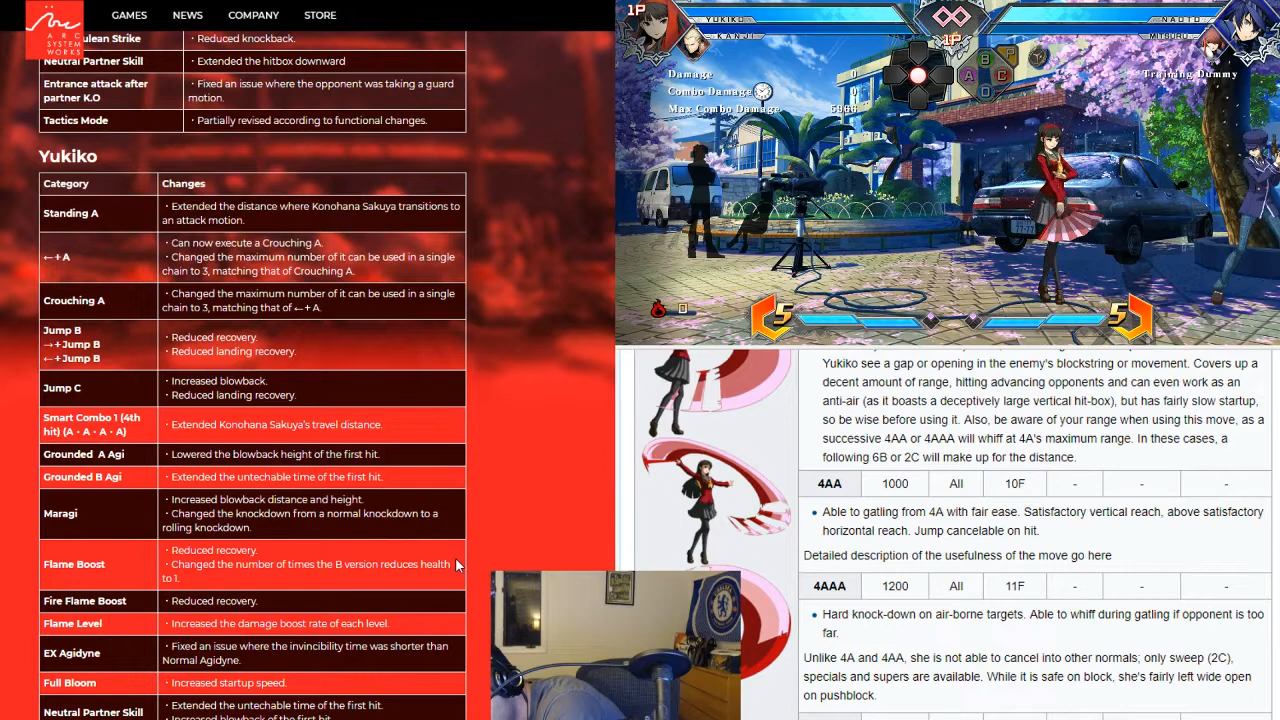 GAMES NEWS COMPANY STORE
ARC
SYSTEM
WORKS
ulean Strike
・Reduced knockback.
Neutral Partner Skill
・Extended the hitbox downward
Entrance attack after
partner K.O
・Fixed an issue where the opponent was taking a guard
motion.
Tactics Mode
・Partially revised according to functional changes.
Yukiko
Category
Changes
Standing A
・Extended the distance where Konohana Sakuya transitions to
an attack motion.
←+A
・Can now execute a Crouching A.
・Changed the maximum number of it can be used in a single
chain to 3, matching that of Crouching A.
Crouching A
・Changed the maximum number of it can be used in a single
chain to 3, matching that of ←+ A.
Jump B
→+Jump B
←+Jump B
・Reduced recovery.
・Reduced landing recovery.
Jump C
・Increased blowback.
・Reduced landing recovery.
Smart Combo 1 (4th
hit) (A・A・A・A)
・Extended Konohana Sakuya's travel distance.
Grounded A Agi
・Lowered the blowback height of the first hit.
Grounded B Agi
・Extended the untechable time of the first hit.
Maragi
・Increased blowback distance and height.
・Changed the knockdown from a normal knockdown to a
rolling knockdown.
Flame Boost
・Reduced recovery.
・Changed the number of times the B version reduces health
to 1.
Fire Flame Boost
・Reduced recovery.
Flame Level
・Increased the damage boost rate of each level.
EX Agidyne
・Fixed an issue where the invincibility time was shorter than
Normal Agidyne.
Full Bloom
・Increased startup speed.
Neutral Partner Skill
・Extended the untechable time of the first hit.
・Increased blowback of the first hit.
1P
YUKIKO
KANJI
1P
NAOTO
MITSURU
Damage 0
Combo Damage 0
Max Combo Damage 5966
Training Dummy
B
P
A
C
77-77
0
5
5
Yukiko see a gap or opening in the enemy's blockstring or movement. Covers up a
decent amount of range, hitting advancing opponents and can even work as an
anti-air (as it boasts a deceptively large vertical hit-box), but has fairly slow startup,
so be wise before using it. Also, be aware of your range when using this move, as a
successive 4AA or 4AAA will whiff at 4A's maximum range. In these cases, a
following 6B or 2C will make up for the distance.
4AA 1000 All 10F - - -
Able to gatling from 4A with fair ease. Satisfactory vertical reach, above satisfactory
horizontal reach. Jump cancelable on hit.
Detailed description of the usefulness of the move go here
4AAA 1200 All 11F - - -
Hard knock-down on air-borne targets. Able to whiff during gatling if opponent is too
far.
Unlike 4A and 4AA, she is not able to cancel into other normals; only sweep (2C),
specials and supers are available. While it is safe on block, she's fairly left wide open
on pushblock.